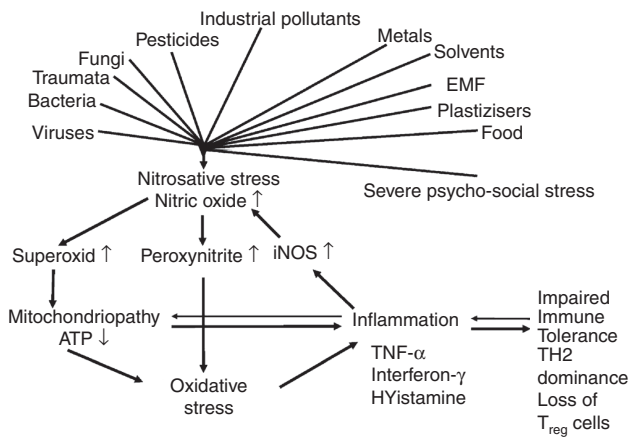 Industrial pollutants
Pesticides
Metals
Fungi
Solvents
Traumata
EMF
Bacteria
Plastizisers
Viruses
Food
Severe psycho-social stress
Nitrosative stress
Nitric oxide ↑
Superoxid ↑
Peroxynitrite ↑
iNOS ↑
Mitochondriopathy
ATP ↓
Inflammation
TNF-α
Interferon-γ
HYistamine
Oxidative
stress
Impaired
Immune
Tolerance
TH2
dominance
Loss of
Treg cells